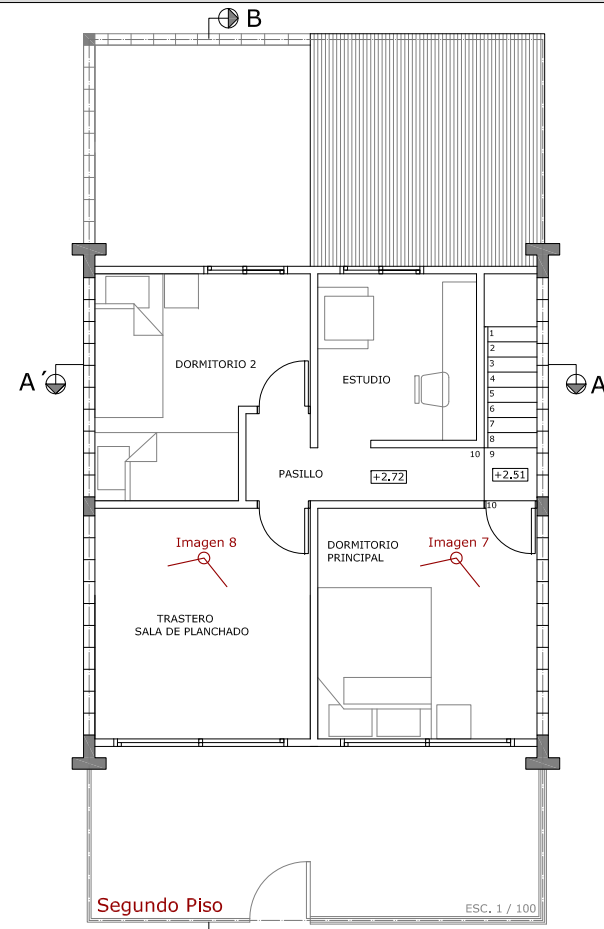 B
1
2
3
DORMITORIO 2
4
A ´
A
ESTUDIO
5
6
7
8
10
9
PASILLO
+2.72
+2.51
10
Imagen 8
DORMITORIO
PRINCIPAL
Imagen 7
TRASTERO
SALA DE PLANCHADO
Segundo Piso
ESC. 1 / 100